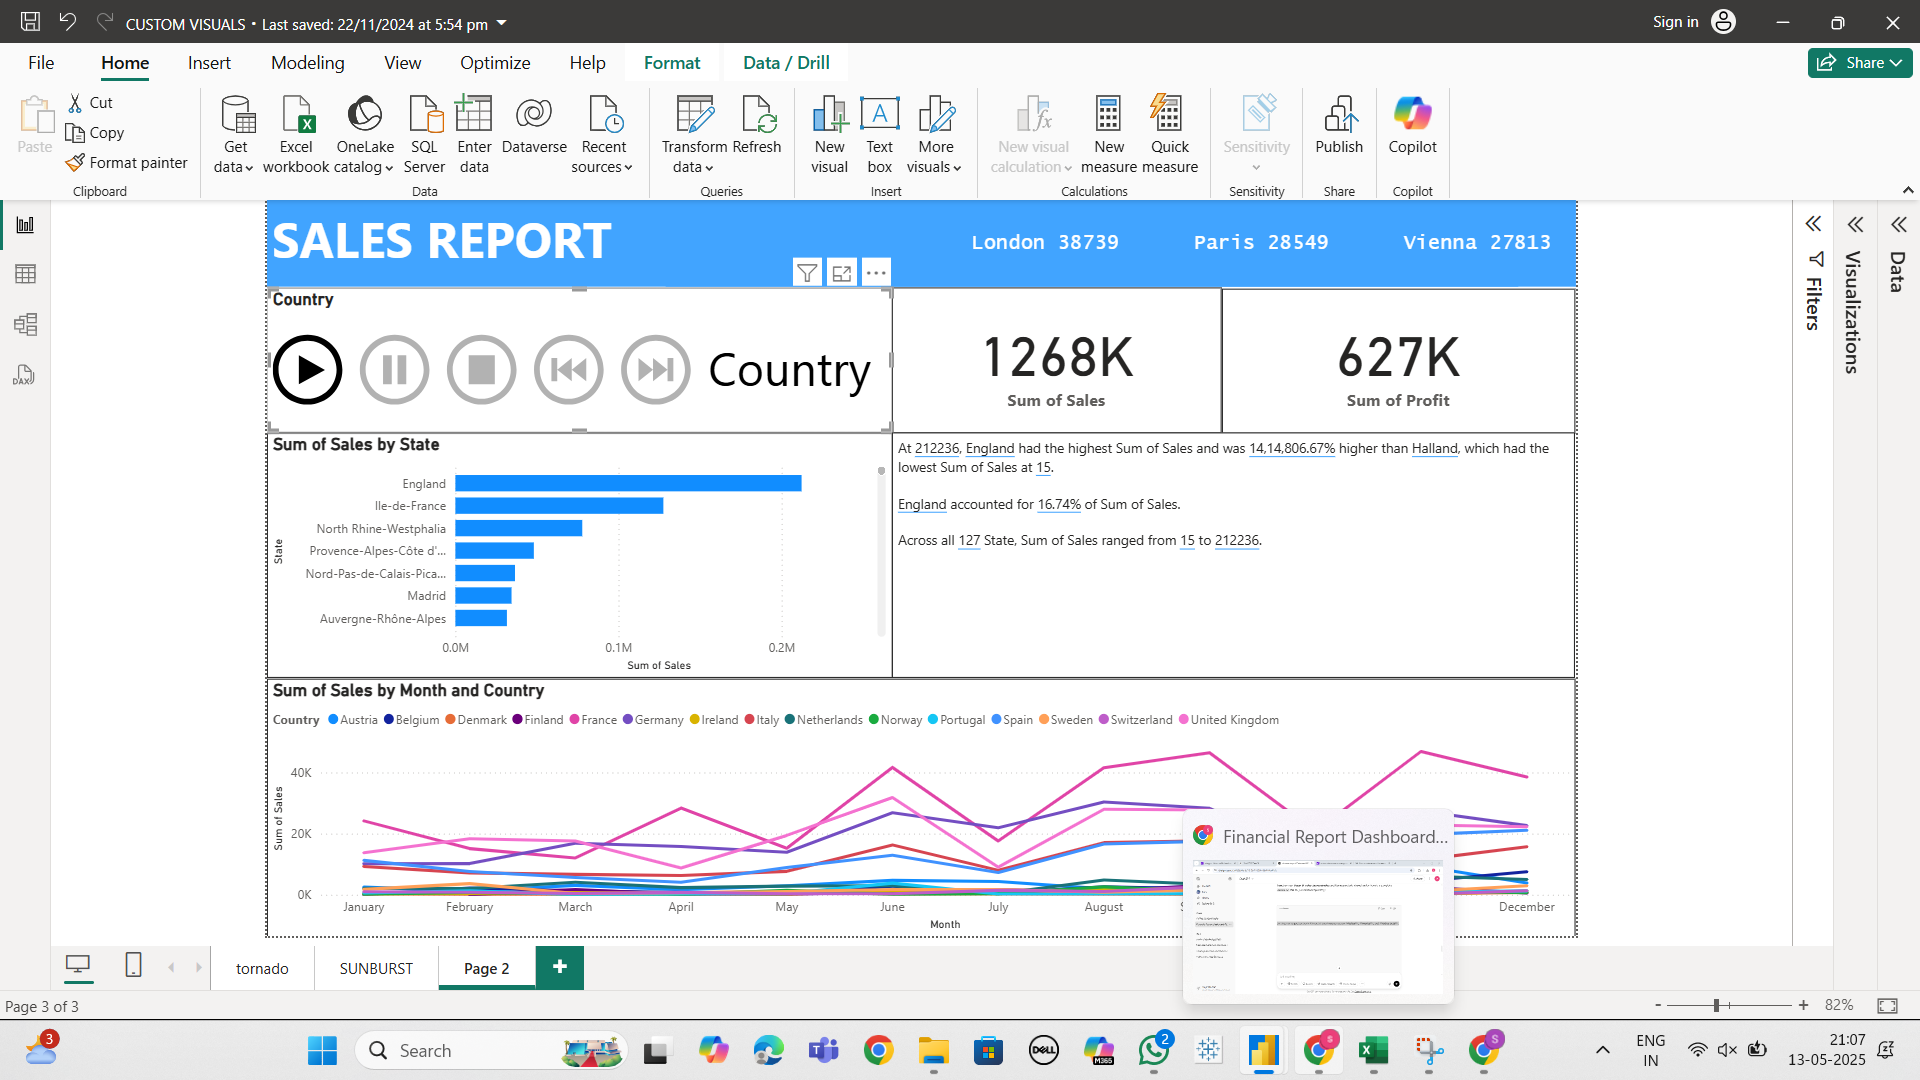 CUSTOM VISUALS • Last saved: 22/11/2024 at 5:54 pm
Sign in
File Home Insert Modeling View Optimize Help Format Data / Drill
Share
Paste
Cut
Copy
Format painter
Clipboard
Get data
Excel workbook
OneLake catalog
SQL Server
Enter data
Dataverse
Recent sources
Data
Transform data
Refresh
Queries
New visual
Text box
More visuals
Insert
New visual calculation
New measure
Quick measure
Calculations
Sensitivity
Sensitivity
Publish
Share
Copilot
Copilot
SALES REPORT
London 38739 Paris 28549 Vienna 27813
Country
Country
1268K
Sum of Sales
627K
Sum of Profit
Sum of Sales by State
England
Ile-de-France
North Rhine-Westphalia
Provence-Alpes-Côte d'...
Nord-Pas-de-Calais-Pica...
Madrid
Auvergne-Rhône-Alpes
State
0.0M 0.1M 0.2M
Sum of Sales
At 212236, England had the highest Sum of Sales and was 14,14,806.67% higher than Halland, which had the
lowest Sum of Sales at 15.
England accounted for 16.74% of Sum of Sales.
Across all 127 State, Sum of Sales ranged from 15 to 212236.
Sum of Sales by Month and Country
Country Austria Belgium Denmark Finland France Germany Ireland Italy Netherlands Norway Portugal Spain Sweden Switzerland United Kingdom
40K
20K
0K
Sum of Sales
January February March April May June July August S December
Month
Filters
Visualizations
Data
DAX
Financial Report Dashboard...
tornado SUNBURST Page 2 +
Page 3 of 3
- + 82%
3
Search
DELL
M365
2
S
S
ENG
IN
21:07
13-05-2025